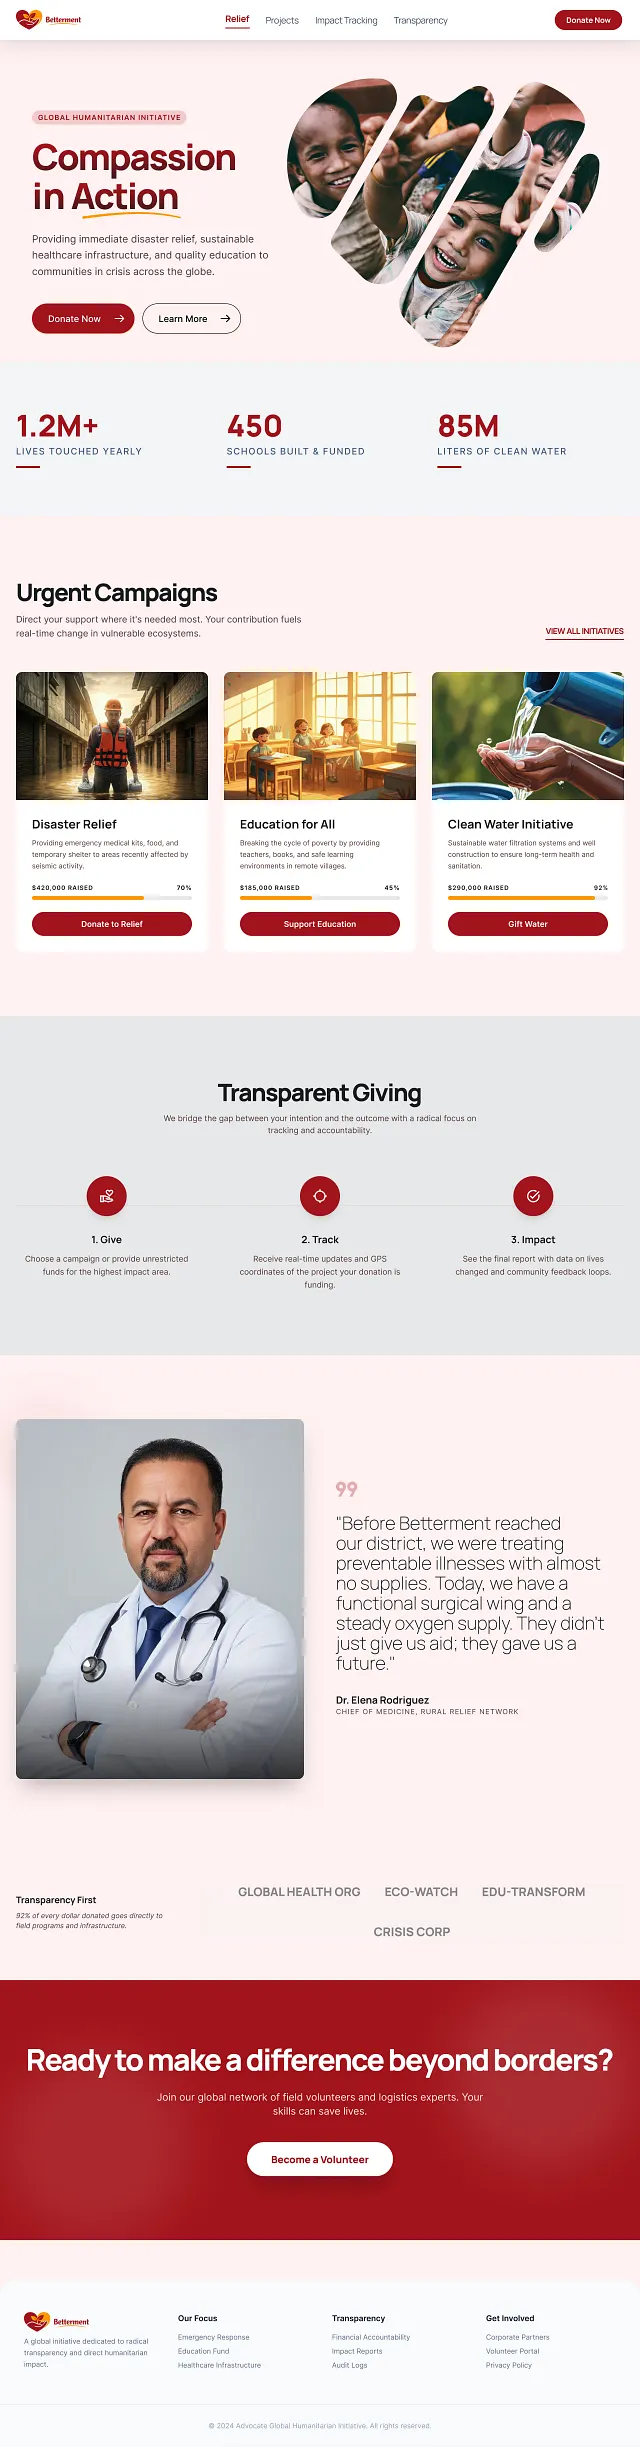 Betterment
Relief
Projects
Impact Tracking
Transparency
Donate Now
GLOBAL HUMANITARIAN INITIATIVE
Compassion
in Action
Providing immediate disaster relief, sustainable
healthcare infrastructure, and quality education to
communities in crisis across the globe.
Donate Now
Learn More
1.2M+
LIVES TOUCHED YEARLY
450
SCHOOLS BUILT & FUNDED
85M
LITERS OF CLEAN WATER
Urgent Campaigns
Direct your support where it's needed most. Your contribution fuels
real-time change in vulnerable ecosystems.
VIEW ALL INITIATIVES
Disaster Relief
Providing emergency medical kits, food, and
temporary shelter to areas recently affected by
seismic activity.
$420,000 RAISED 70%
Donate to Relief
Education for All
Breaking the cycle of poverty by providing
teachers, books, and safe learning
environments in remote villages.
$185,000 RAISED 45%
Support Education
Clean Water Initiative
Sustainable water filtration systems and well
construction to ensure long-term health and
sanitation.
$290,000 RAISED 92%
Gift Water
Transparent Giving
We bridge the gap between your intention and the outcome with a radical focus on
tracking and accountability.
1. Give
Choose a campaign or provide unrestricted
funds for the highest impact area.
2. Track
Receive real-time updates and GPS
coordinates of the project your donation is
funding.
3. Impact
See the final report with data on lives
changed and community feedback loops.
"Before Betterment reached
our district, we were treating
preventable illnesses with almost
no supplies. Today, we have a
functional surgical wing and a
steady oxygen supply. They didn't
just give us aid; they gave us a
future."
Dr. Elena Rodriguez
CHIEF OF MEDICINE, RURAL RELIEF NETWORK
Transparency First
92% of every dollar donated goes directly to
field programs and infrastructure.
GLOBAL HEALTH ORG
ECO-WATCH
EDU-TRANSFORM
CRISIS CORP
Ready to make a difference beyond borders?
Join our global network of field volunteers and logistics experts. Your
skills can save lives.
Become a Volunteer
Betterment
A global initiative dedicated to radical
transparency and direct humanitarian
impact.
Our Focus
Emergency Response
Education Fund
Healthcare Infrastructure
Transparency
Financial Accountability
Impact Reports
Audit Logs
Get Involved
Corporate Partners
Volunteer Portal
Privacy Policy
© 2024 Advocate Global Humanitarian Initiative. All rights reserved.